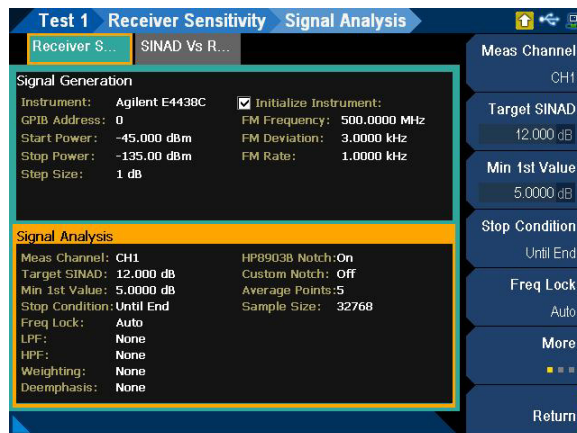 Test 1 Receiver Sensitivity Signal Analysis
Receiver S... SINAD Vs R...
Signal Generation
Instrument: Agilent E4438C Initialize Instrument:
GPIB Address: 0 FM Frequency: 500.0000 MHz
Start Power: -45.000 dBm FM Deviation: 3.0000 kHz
Stop Power: -135.00 dBm FM Rate: 1.0000 kHz
Step Size: 1 dB
Signal Analysis
Meas Channel: CH1 HP8903B Notch:On
Target SINAD: 12.000 dB Custom Notch: Off
Min 1st Value: 5.0000 dB Average Points:5
Stop Condition:Until End Sample Size: 32768
Freq Lock: Auto
LPF: None
HPF: None
Weighting: None
Deemphasis: None
Meas Channel
CH1
Target SINAD
12.000 dB
Min 1st Value
5.0000 dB
Stop Condition
Until End
Freq Lock
Auto
More
Return